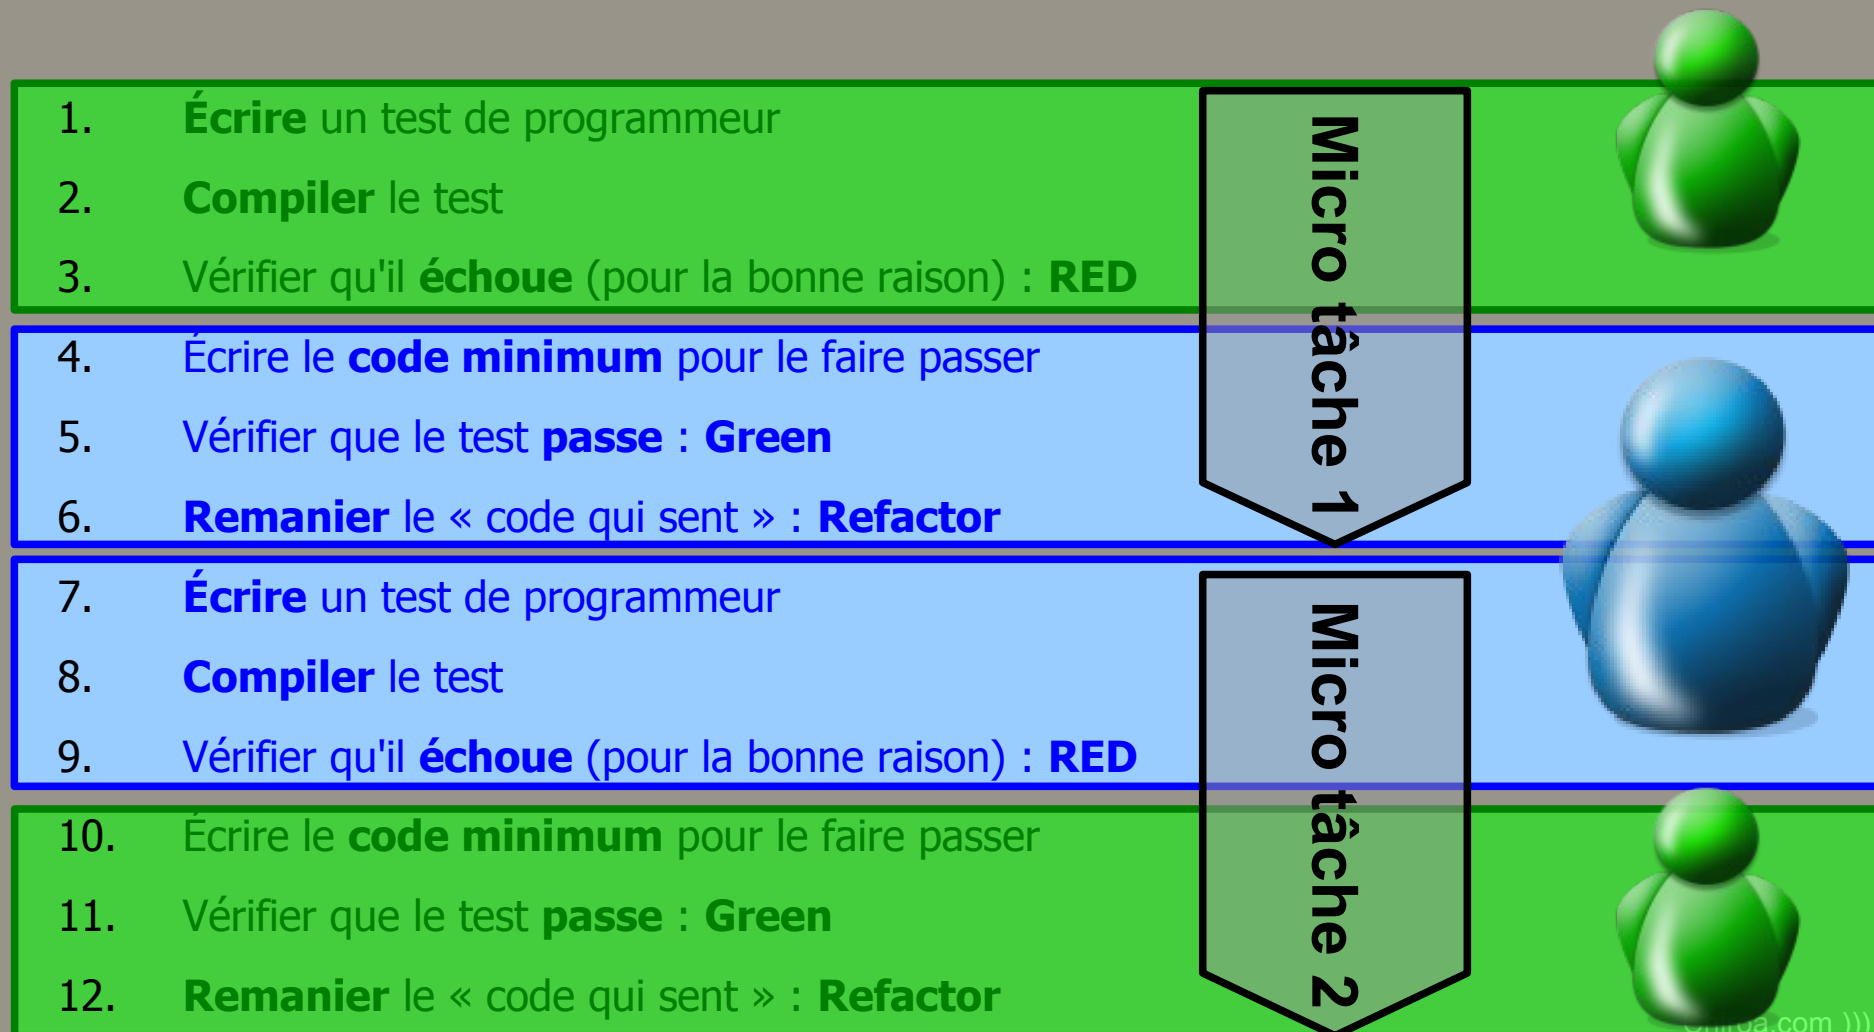 1. Écrire un test de programmeur
2. Compiler le test
3. Vérifier qu'il échoue (pour la bonne raison) : RED
4. Écrire le code minimum pour le faire passer
5. Vérifier que le test passe : Green
6. Remanier le « code qui sent » : Refactor
Micro tâche 1
7. Écrire un test de programmeur
8. Compiler le test
9. Vérifier qu'il échoue (pour la bonne raison) : RED
10. Écrire le code minimum pour le faire passer
11. Vérifier que le test passe : Green
12. Remanier le « code qui sent » : Refactor
Micro tâche 2